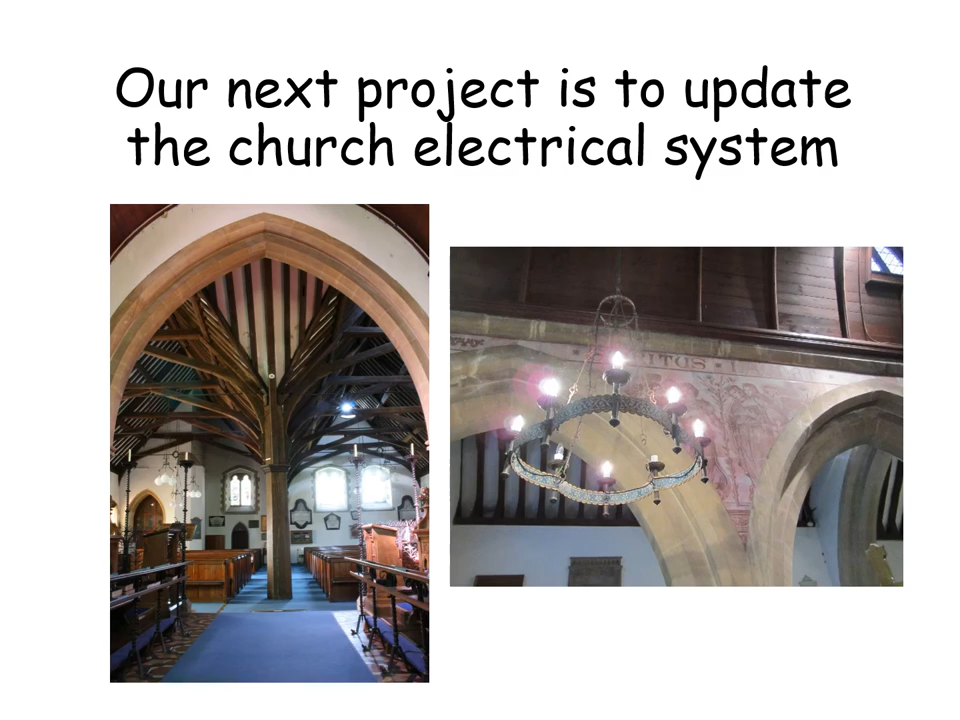 Our next project is to update
the church electrical system